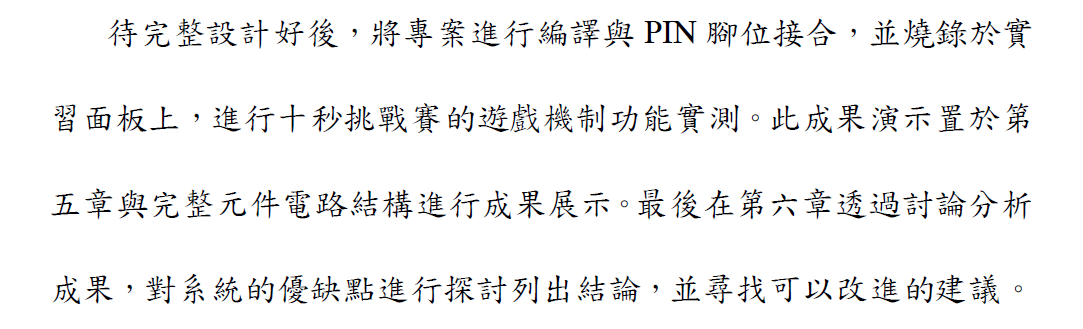 待完整設計好後，將專案進行編譯與 PIN 腳位接合，並燒錄於實
習面板上，進行十秒挑戰賽的遊戲機制功能實測。此成果演示置於第
五章與完整元件電路結構進行成果展示。最後在第六章透過討論分析
成果，對系統的優缺點進行探討列出結論，並尋找可以改進的建議。